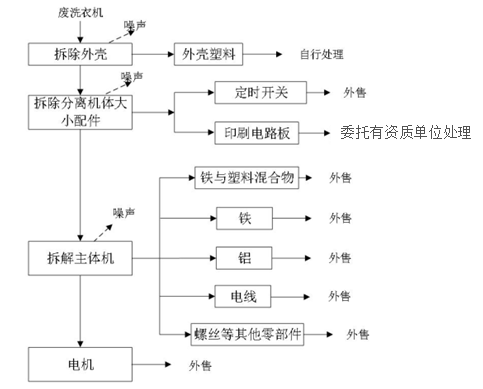 废洗衣机
噪声
拆除外壳
外壳塑料
自行处理
噪声
拆除分离机体大
小配件
定时开关
外售
印刷电路板
委托有资质单位处理
铁与塑料混合物
外售
噪声
铁
外售
拆解主体机
铝
外售
电线
外售
螺丝等其他零部件
外售
电机
外售